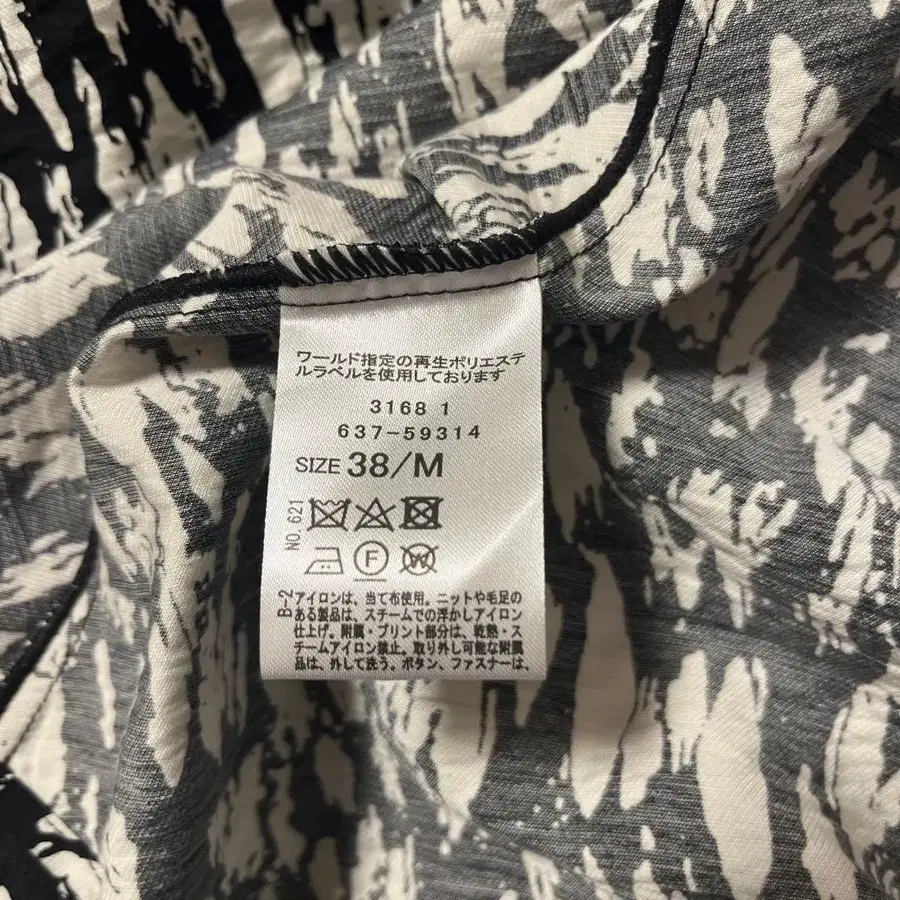 ワールド指定の再生ポリエステ
ルラベルを使用しております
3168 1
637-59314
SIZE 38/M
NO.621
F
W
B-2
アイロンは、当て布使用。ニットや毛足の
ある製品は、スチームでの浮かしアイロン
仕上げ。附属・プリント部分は、乾熱・ス
チームアイロン禁止。取り外し可能な附属
品は、外して洗う。ボタン、ファスナーは、